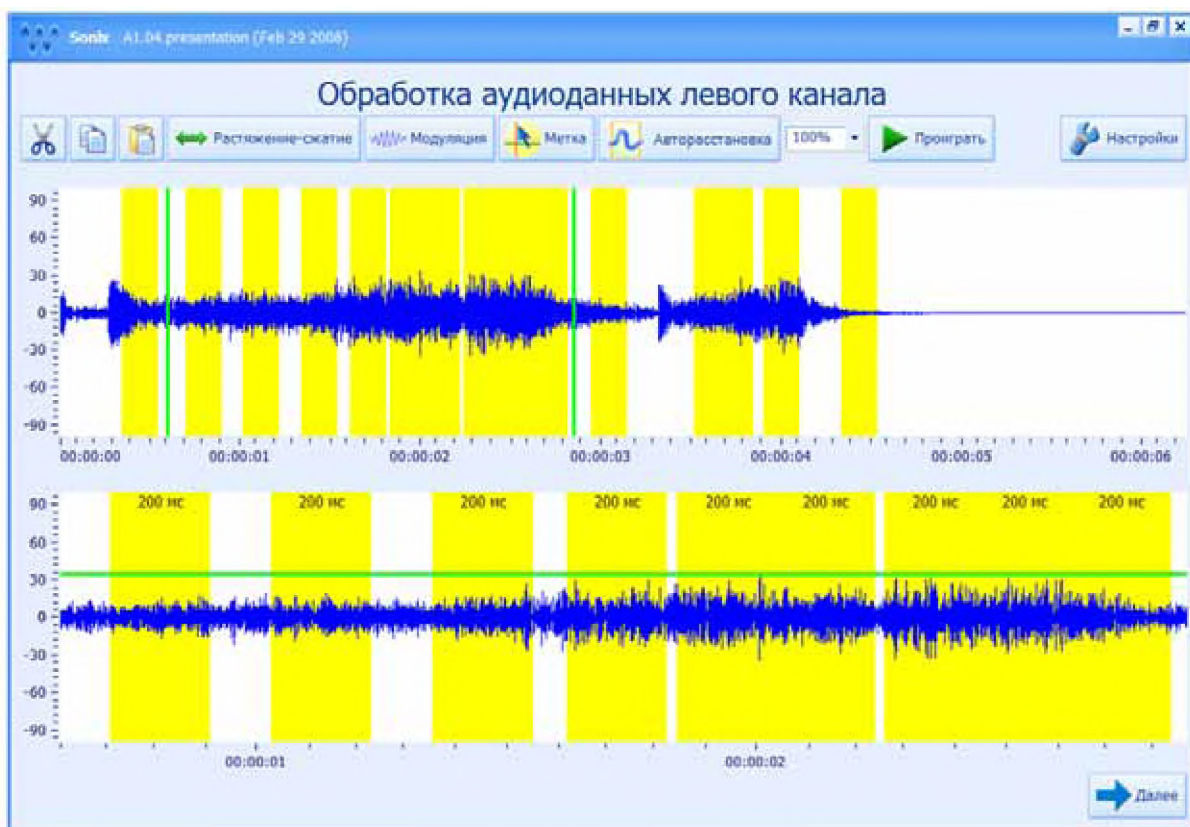 Sonix A1.04 presentation (Feb 29 2008)
Обработка аудиоданных левого канала
Растяжение-сжатие Модуляция Метка Авторасстановка 100% Проиграть Настройки
90
60
30
0
-30
-60
-90
00:00:00 00:00:01 00:00:02 00:00:03 00:00:04 00:00:05 00:00:06
200 мс 200 мс 200 мс 200 мс 200 мс 200 мс 200 мс 200 мс 200 мс
90
60
30
0
-30
-60
-90
00:00:01 00:00:02
Далее